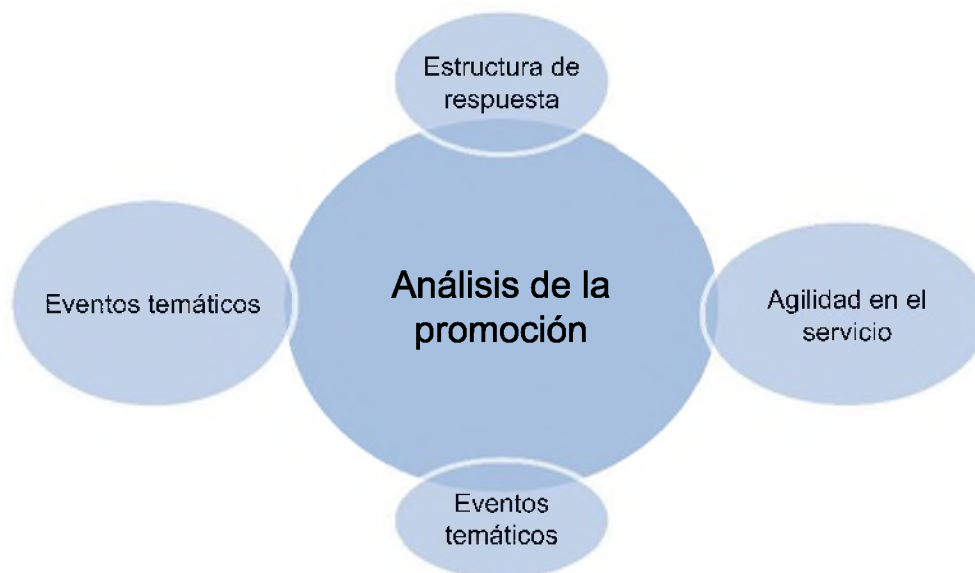 Estructura de
respuesta
Análisis de la
promoción
Eventos temáticos
Agilidad en el
servicio
Eventos
temáticos